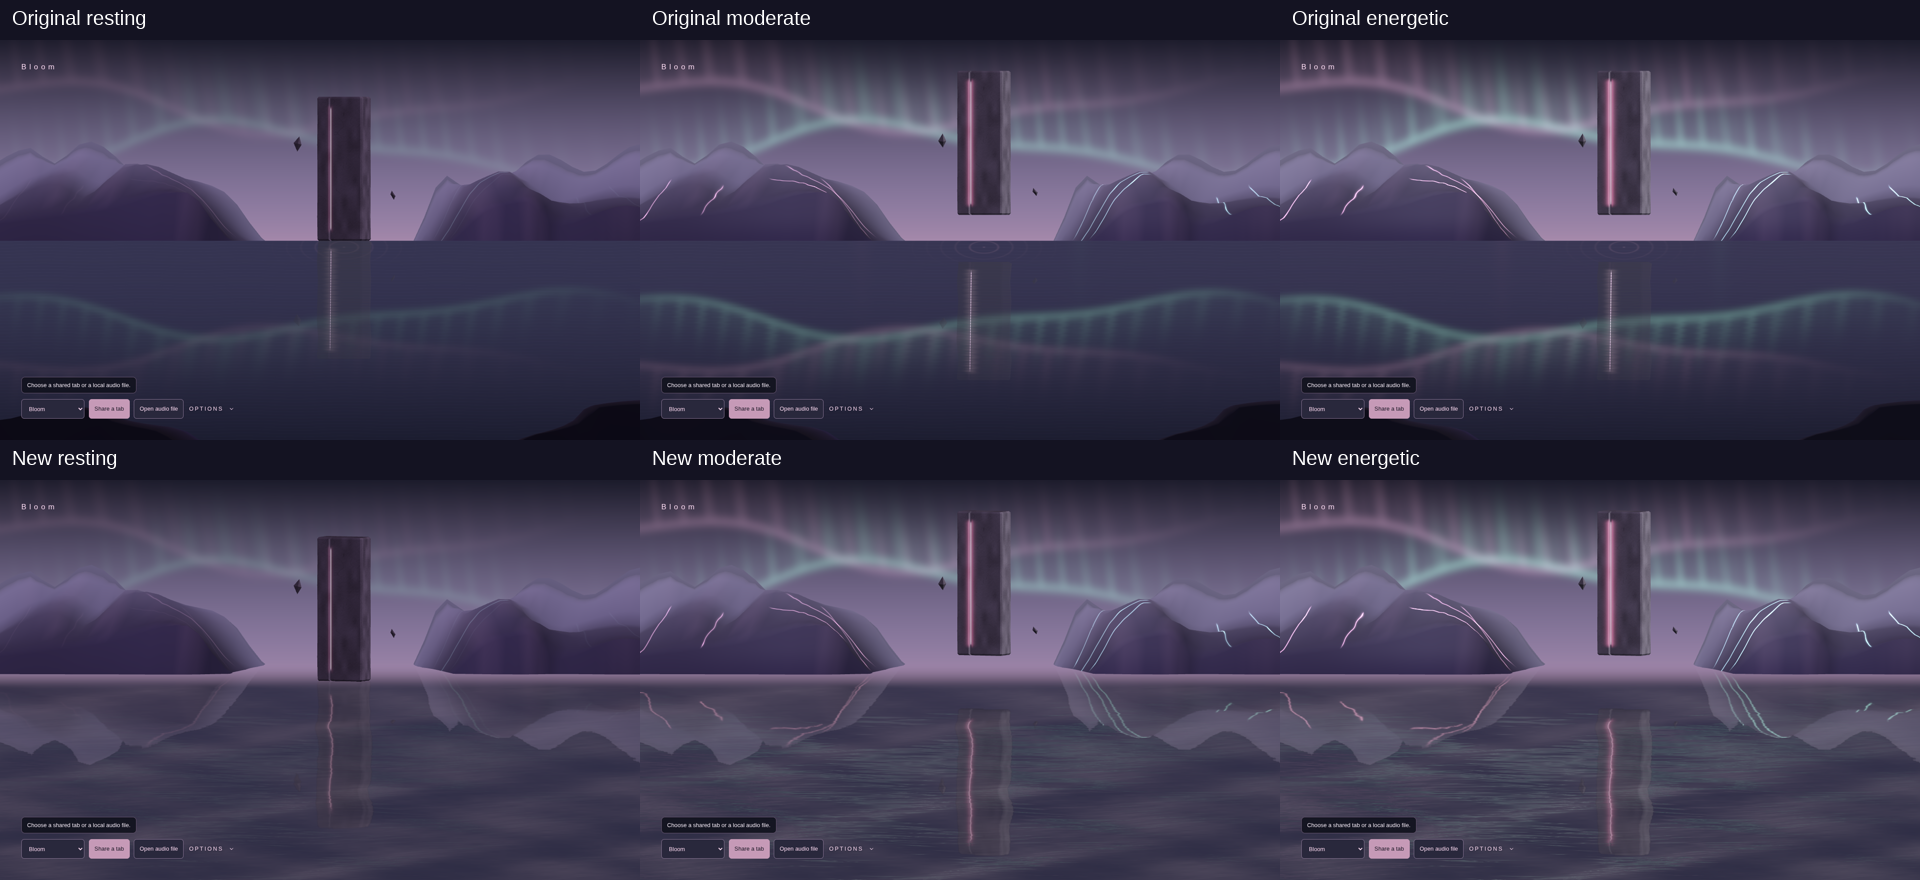 Original resting
Original moderate
Original energetic
Bloom
Bloom
Bloom
Choose a shared tab or a local audio file.
Choose a shared tab or a local audio file.
Choose a shared tab or a local audio file.
Bloom Share a tab Open audio file OPTIONS
Bloom Share a tab Open audio file OPTIONS
Bloom Share a tab Open audio file OPTIONS
New resting
New moderate
New energetic
Bloom
Bloom
Bloom
Choose a shared tab or a local audio file.
Choose a shared tab or a local audio file.
Choose a shared tab or a local audio file.
Bloom Share a tab Open audio file OPTIONS
Bloom Share a tab Open audio file OPTIONS
Bloom Share a tab Open audio file OPTIONS